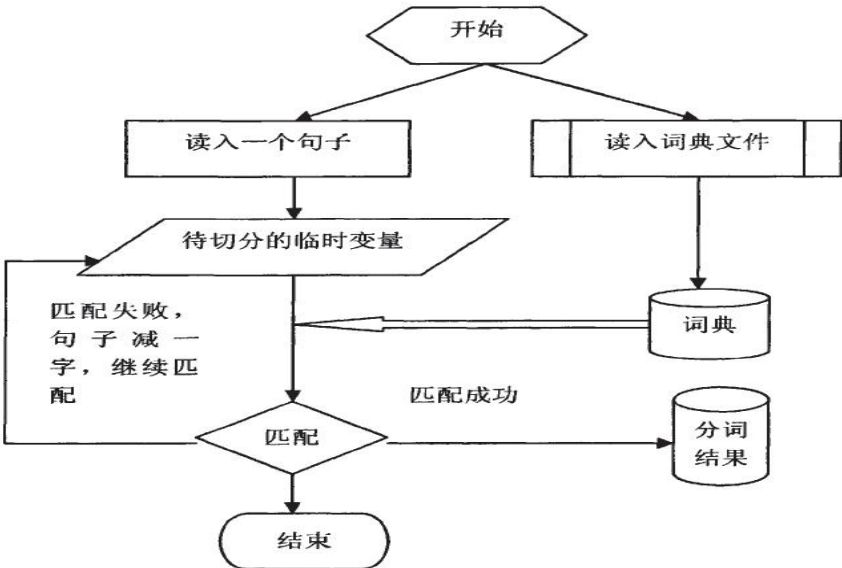 开始
读入一个句子
读入词典文件
待切分的临时变量
匹配失败，
句子减一
字，继续匹
配
词典
匹配成功
匹配
分词
结果
结束